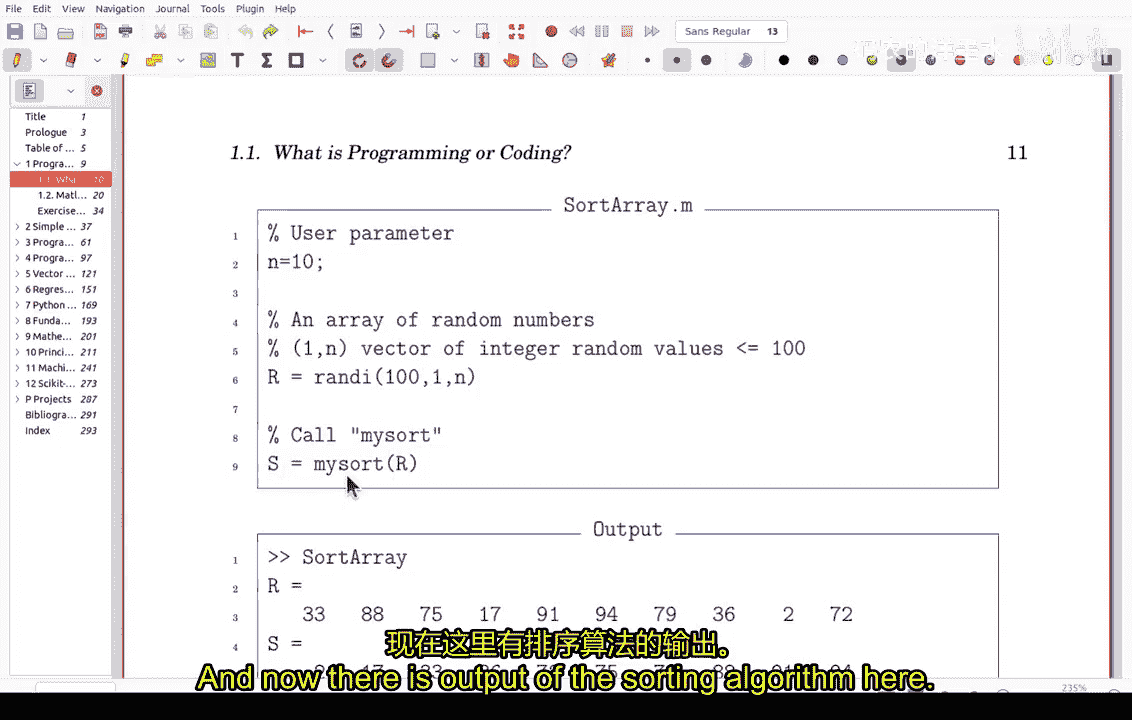 File Edit View Navigation Journal Tools Plugin Help
Sans Regular 13
Title 1
Prologue 3
Table of ... 5
1 Progra... 9
1.1. Wha... 10
1.2. Matl... 20
Exercise... 34
2 Simple ... 37
3 Progra... 61
4 Progra... 97
5 Vector ... 121
6 Regres... 151
7 Python ... 169
8 Funda... 193
9 Mathe... 201
10 Princi... 211
11 Machi... 241
12 Scikit-... 273
P Projects 287
Bibliogra... 291
Index 293
1.1. What is Programming or Coding? 11
SortArray.m
1 % User parameter
2 n=10;
3
4 % An array of random numbers
5 % (1,n) vector of integer random values <= 100
6 R = randi(100,1,n)
7
8 % Call "mysort"
9 S = mysort(R)
Output
1 >> SortArray
2 R =
3 33 88 75 17 91 94 79 36 2 72
4 S =
现在这里有排序算法的输出。
And now there is output of the sorting algorithm here.
235%